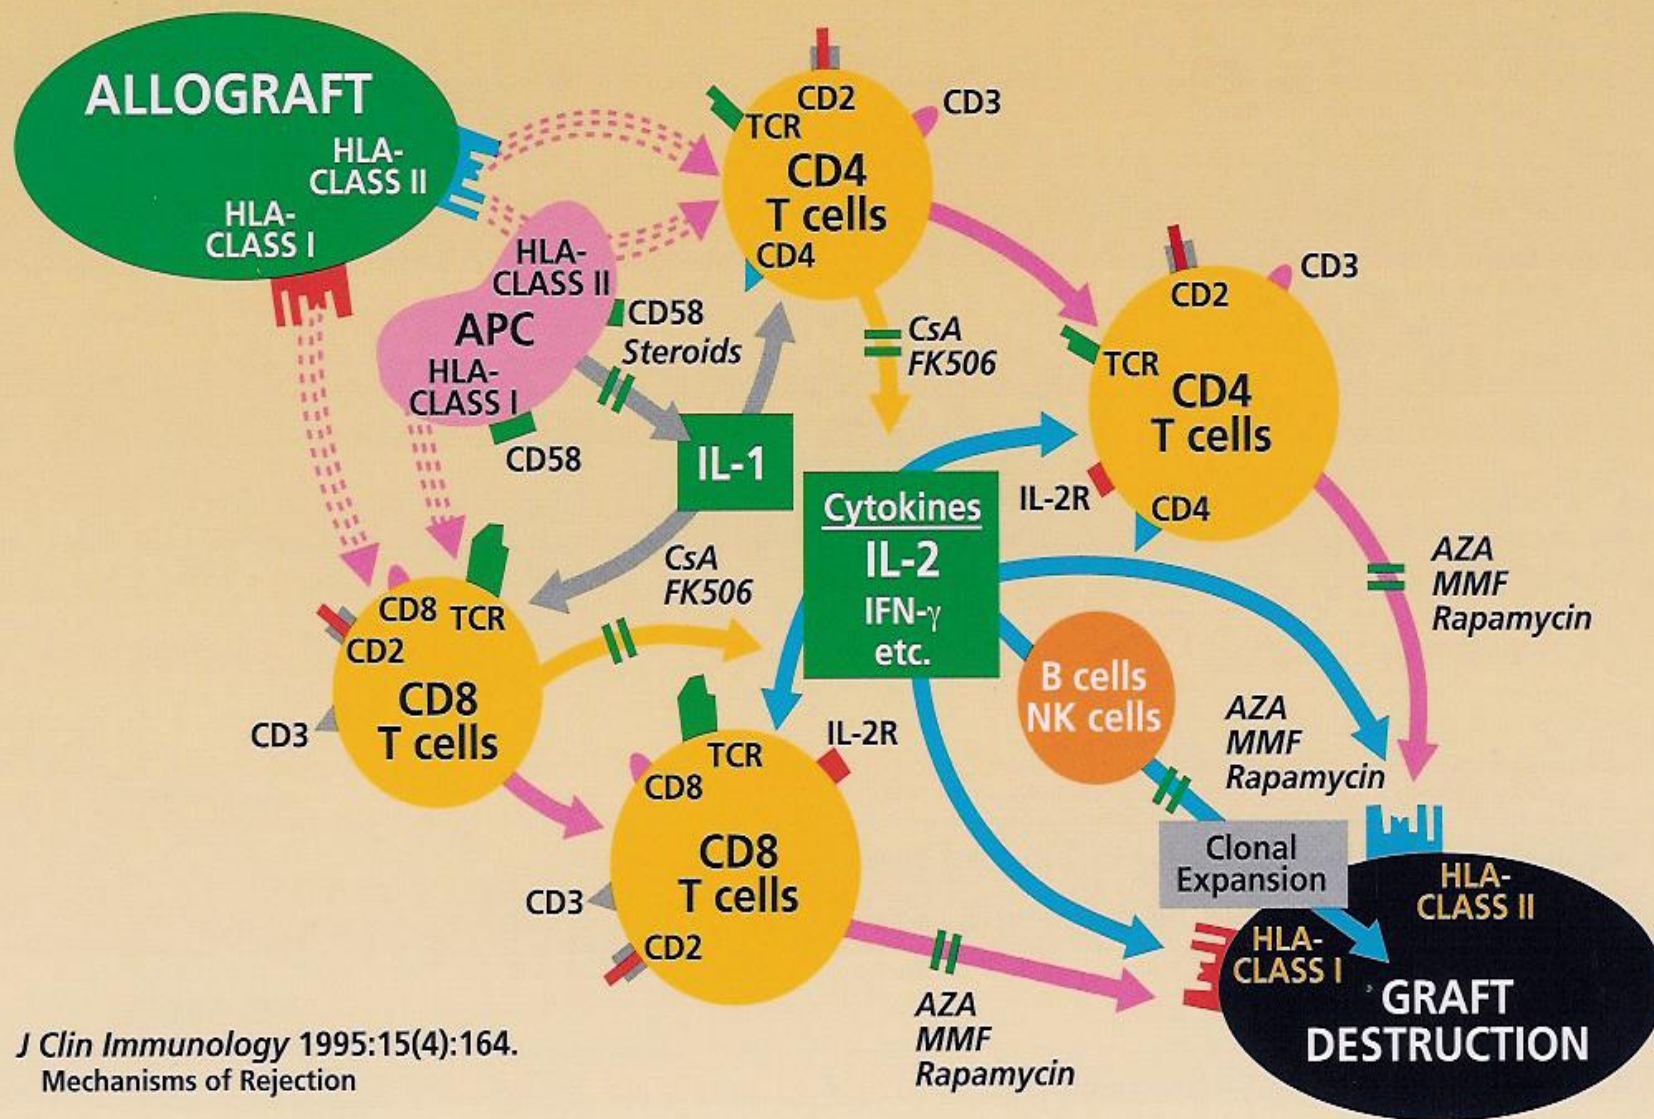 ALLOGRAFT
HLA-
CLASS II
HLA-
CLASS I
HLA-
CLASS II
APC
HLA-
CLASS I
CD58
Steroids
CD58
IL-1
CD2
TCR
CD3
CD4
T cells
CD4
CsA
FK506
CD2
CD3
TCR
CD4
T cells
IL-2R
CD4
Cytokines
IL-2
IFN-γ
etc.
AZA
MMF
Rapamycin
CsA
FK506
CD8
TCR
CD2
CD8
T cells
CD3
B cells
NK cells
AZA
MMF
Rapamycin
IL-2R
TCR
CD8
CD8
T cells
CD3
CD2
Clonal
Expansion
HLA-
CLASS II
HLA-
CLASS I
GRAFT
DESTRUCTION
AZA
MMF
Rapamycin
J Clin Immunology 1995:15(4):164.
Mechanisms of Rejection